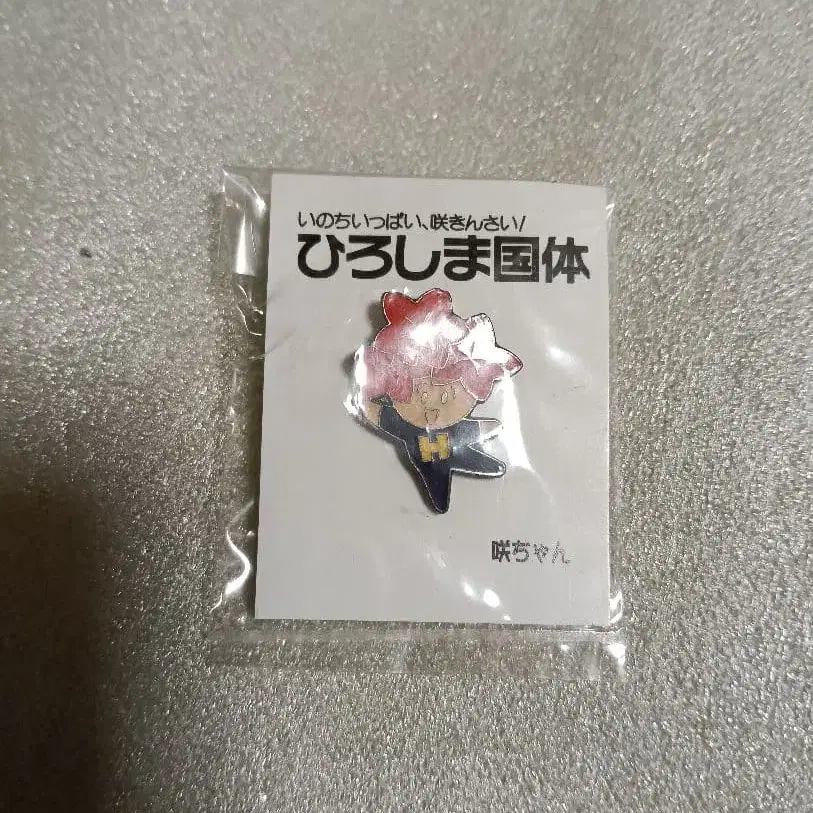 いのちいっぱい、咲きんさい！
ひろしま国体
H
咲ちゃん